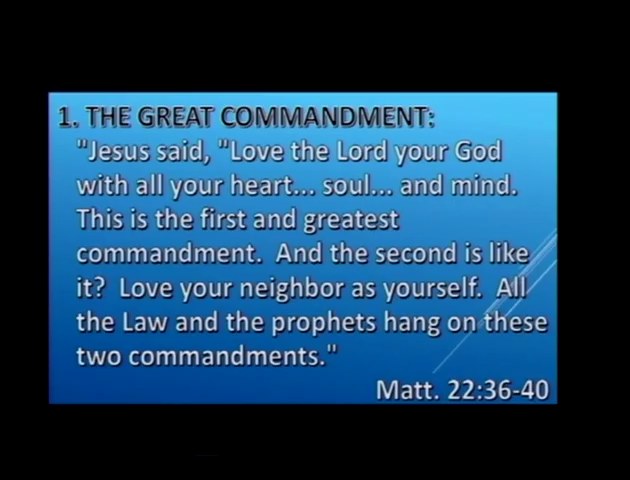 1. THE GREAT COMMANDMENT:
"Jesus said, "Love the Lord your God
with all your heart... soul... and mind.
This is the first and greatest
commandment.  And the second is like
it?  Love your neighbor as yourself.  All
the Law and the prophets hang on these
two commandments."
Matt. 22:36-40